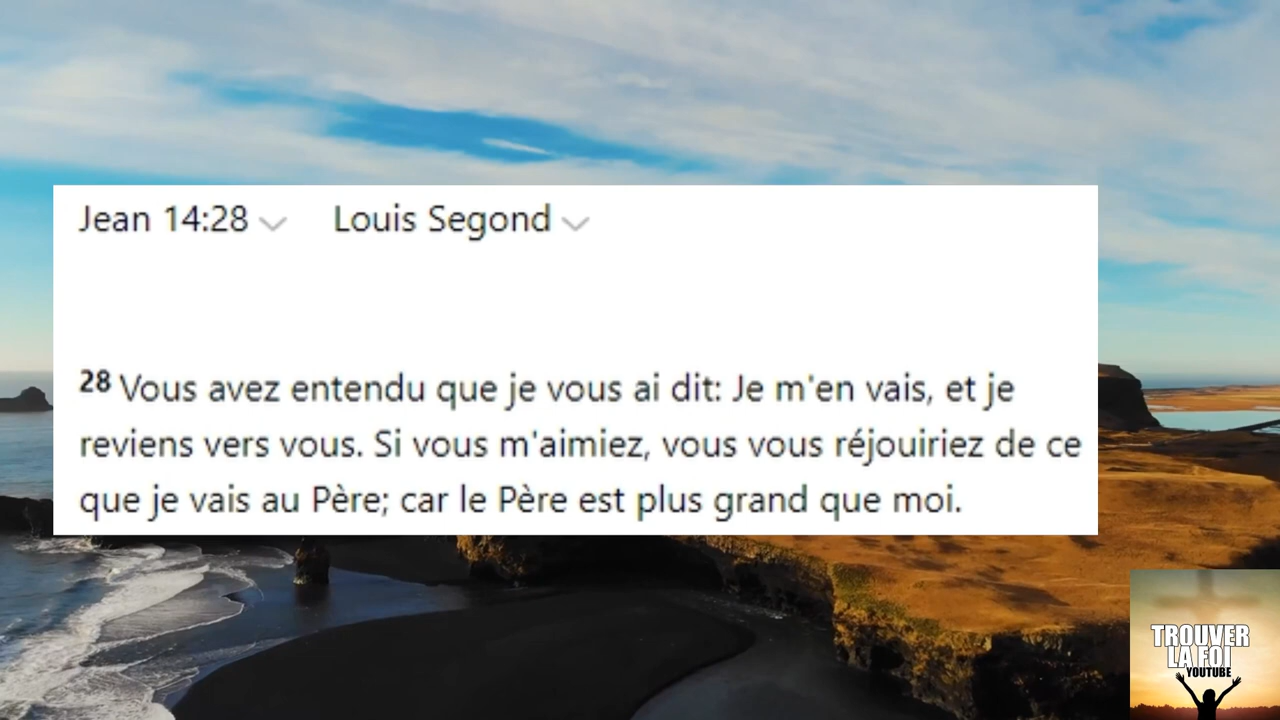 Jean 14:28 Louis Segond
28 Vous avez entendu que je vous ai dit: Je m'en vais, et je
reviens vers vous. Si vous m'aimiez, vous vous réjouiriez de ce
que je vais au Père; car le Père est plus grand que moi.
TROUVER
LA FOI
YOUTUBE